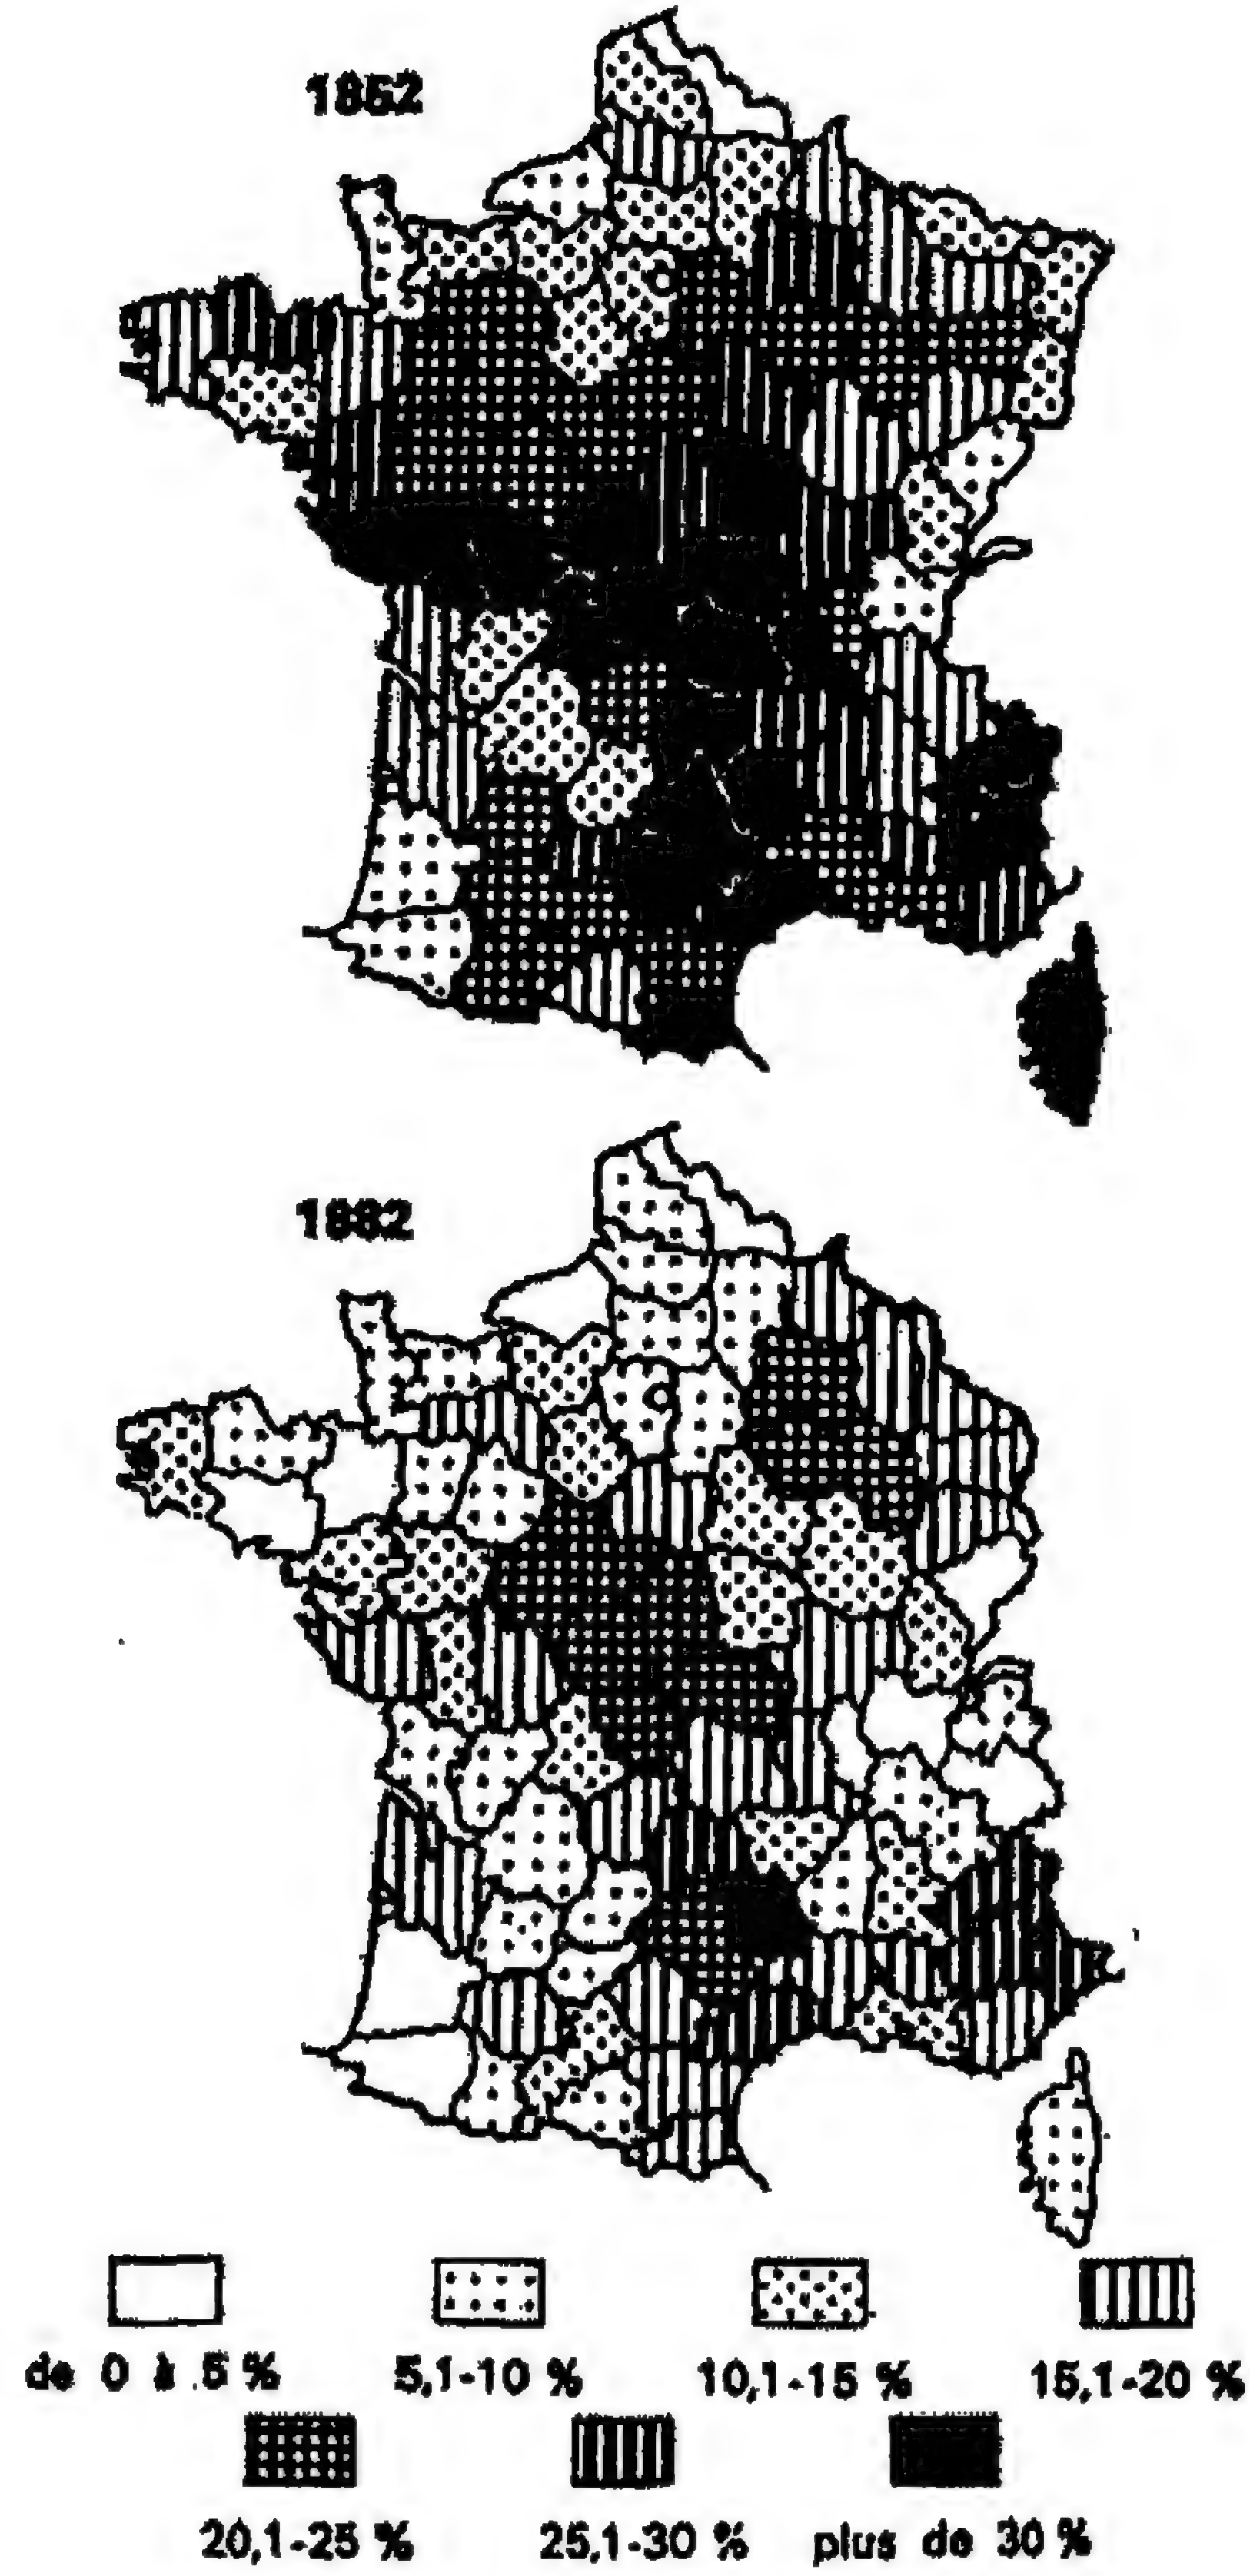 1852
1882
de 0 à 5 % 5,1-10 % 10,1-15 % 15,1-20 %
20,1-25 % 25,1-30 % plus de 30 %